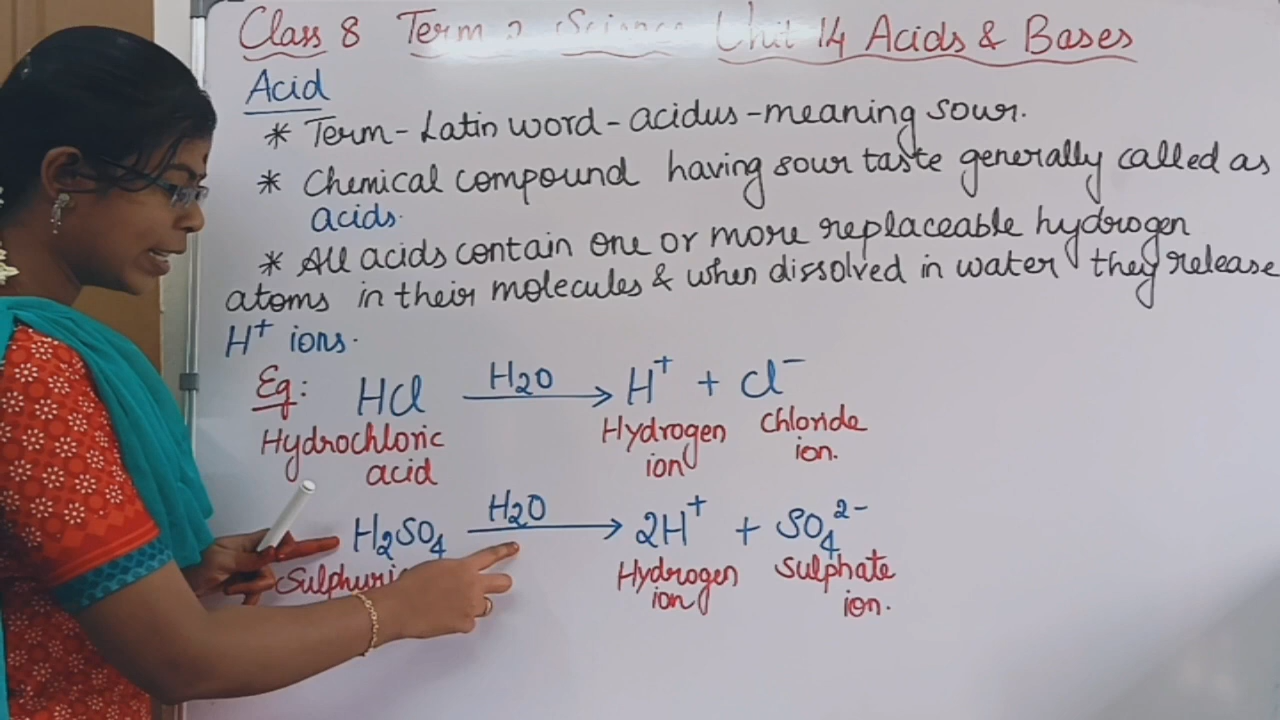 Class 8 Term 2 Science Unit 14 Acids & Bases
Acid
* Term - Latin word - acidus - meaning sour.
* Chemical compound having sour taste generally called as
acids.
* All acids contain one or more replaceable hydrogen
atoms in their molecules & when dissolved in water they release
H⁺ ions.
Eg: HCl —H₂O→ H⁺ + Cl⁻
Hydrochloric acid Hydrogen ion chloride ion.
H₂SO₄ —H₂O→ 2H⁺ + SO₄²⁻
Sulphuric Hydrogen ion Sulphate ion.